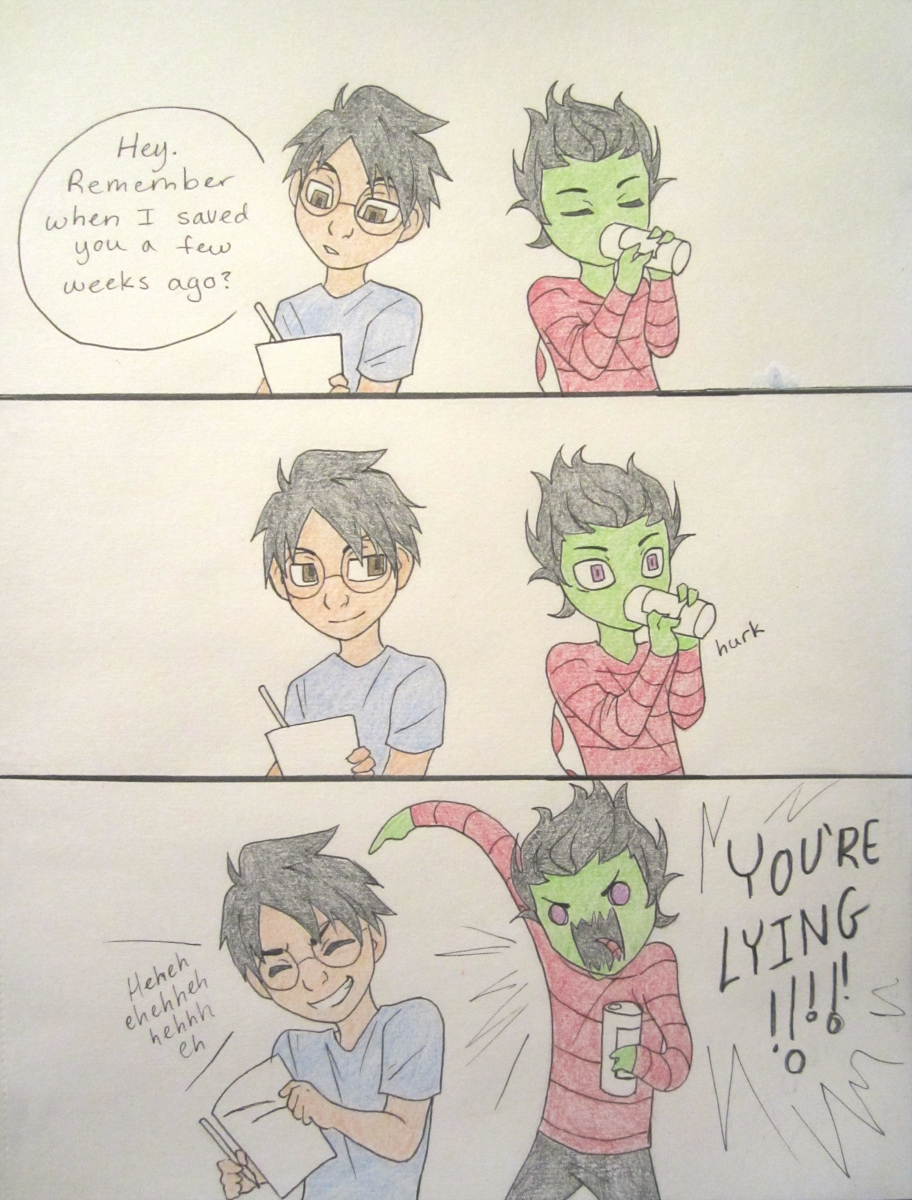 Hey.
Remember
when I saved
you a few
weeks ago?
hurk
Heheh
ehehheh
hehhh
eh
YOU'RE
LYING
!!!!!